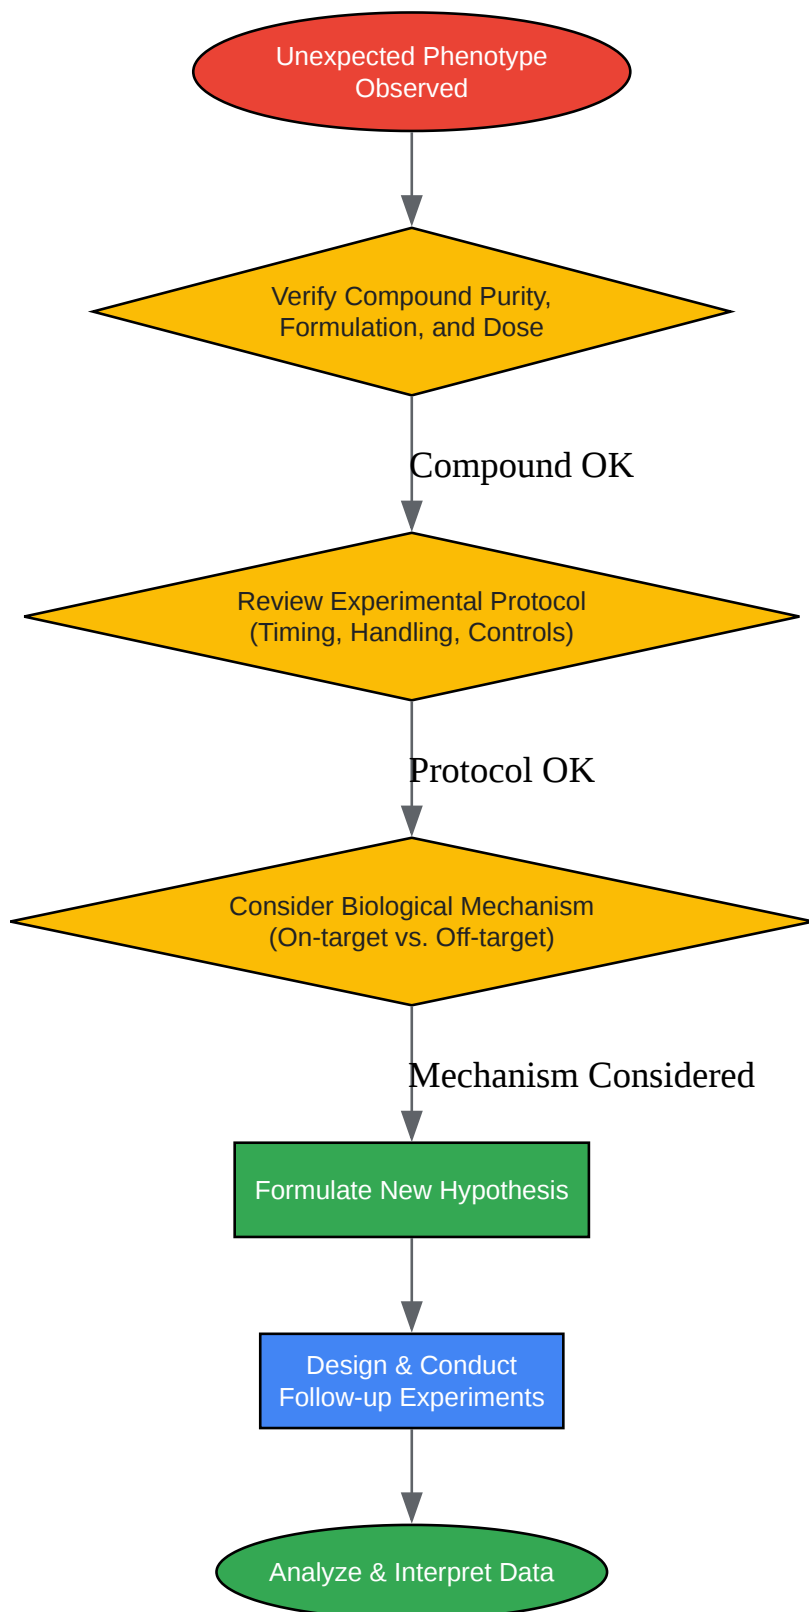 Unexpected Phenotype
Observed
Verify Compound Purity,
Formulation, and Dose
Compound OK
Review Experimental Protocol
(Timing, Handling, Controls)
Protocol OK
Consider Biological Mechanism
(On-target vs. Off-target)
Mechanism Considered
Formulate New Hypothesis
Design & Conduct
Follow-up Experiments
Analyze & Interpret Data